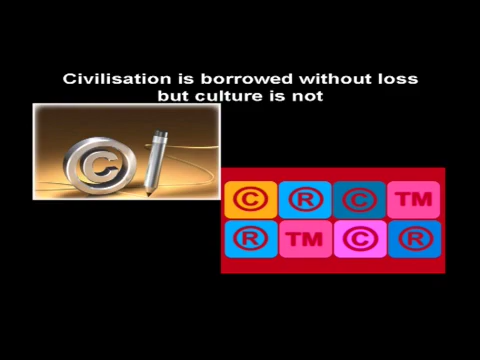 Civilisation is borrowed without loss
but culture is not
©
© ® © TM
® TM © ®